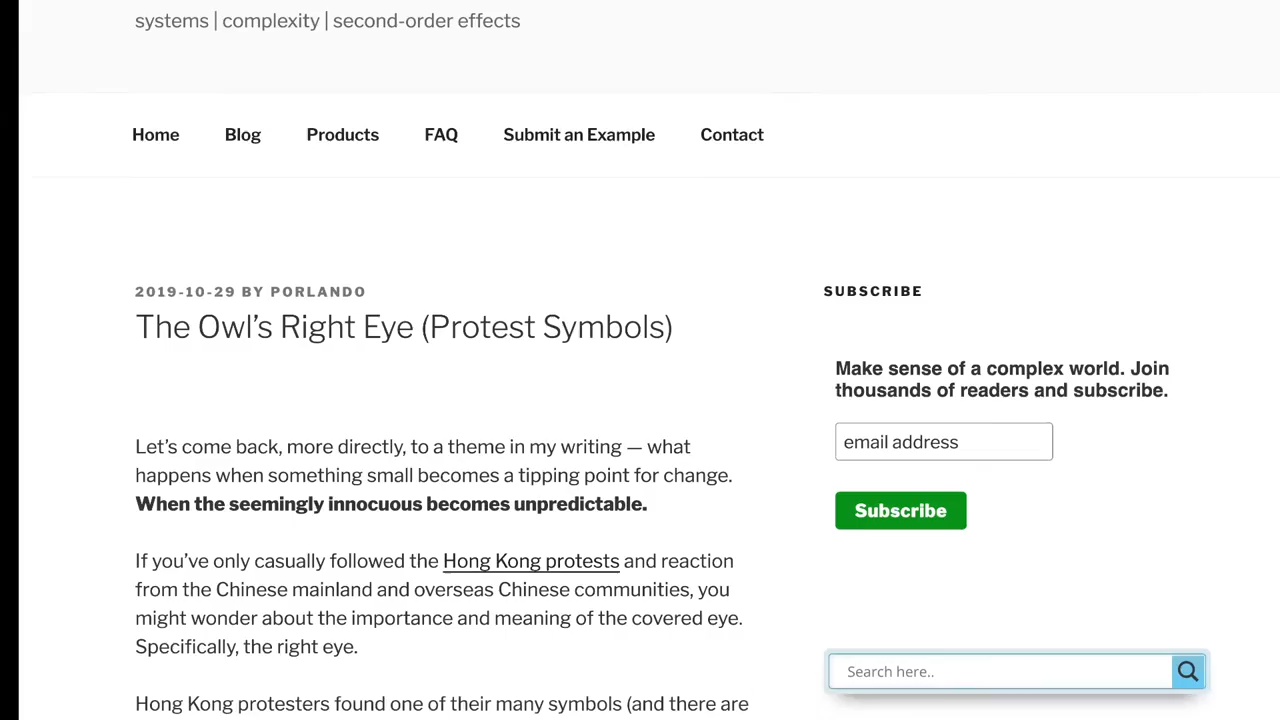 systems | complexity | second-order effects
Home Blog Products FAQ Submit an Example Contact
2019-10-29 BY PORLANDO
The Owl’s Right Eye (Protest Symbols)
Let’s come back, more directly, to a theme in my writing — what
happens when something small becomes a tipping point for change.
When the seemingly innocuous becomes unpredictable.
If you’ve only casually followed the Hong Kong protests and reaction
from the Chinese mainland and overseas Chinese communities, you
might wonder about the importance and meaning of the covered eye.
Specifically, the right eye.
Hong Kong protesters found one of their many symbols (and there are
SUBSCRIBE
Make sense of a complex world. Join
thousands of readers and subscribe.
email address
Subscribe
Search here..